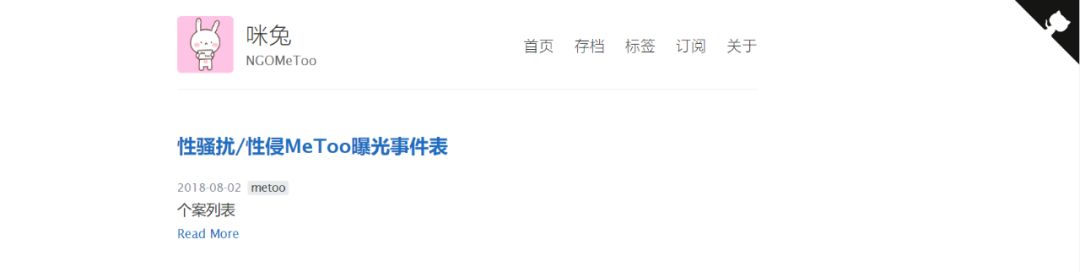 咪兔
NGOMeToo
首页 存档 标签 订阅 关于
性骚扰/性侵MeToo曝光事件表
2018-08-02 metoo
个案列表
Read More